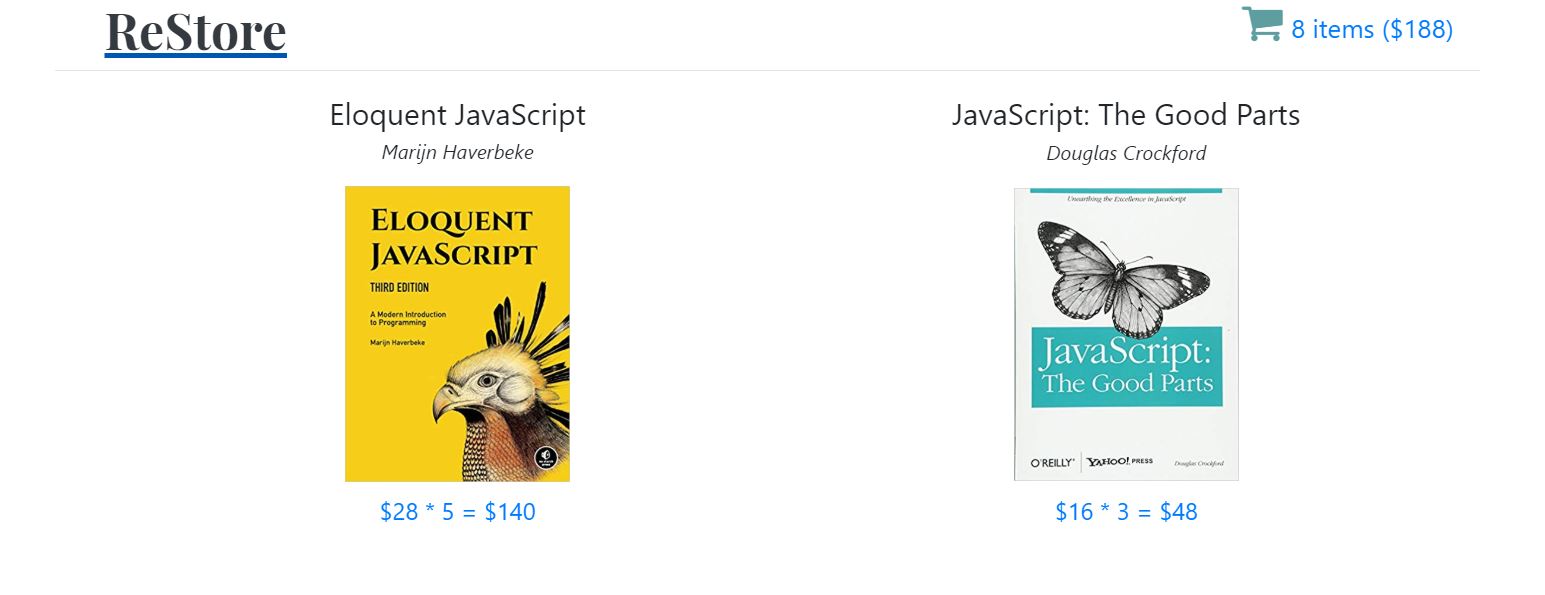 ReStore
8 items ($188)
Eloquent JavaScript
Marijn Haverbeke
ELOQUENT
JAVASCRIPT
THIRD EDITION
A Modern Introduction
to Programming
Marijn Haverbeke
$28 * 5 = $140
JavaScript: The Good Parts
Douglas Crockford
Unearthing the Excellence in JavaScript
JavaScript:
The Good Parts
O'REILLY® YAHOO! PRESS
Douglas Crockford
$16 * 3 = $48